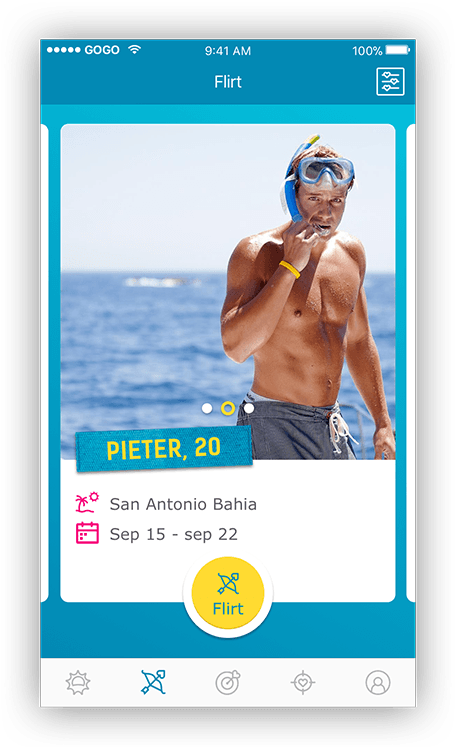 GOGO 9:41 AM 100%
Flirt
PIETER, 20
San Antonio Bahia
Sep 15 - sep 22
Flirt